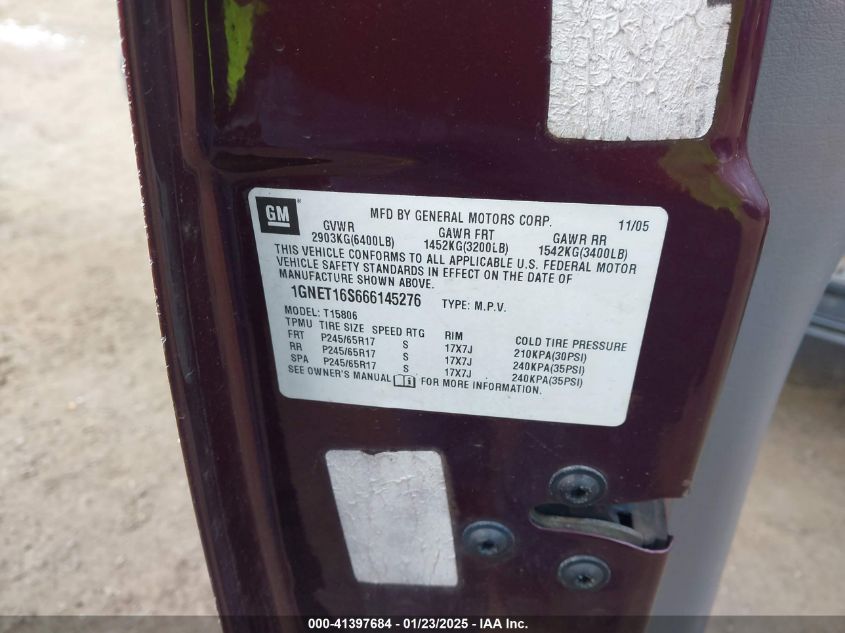 GM
MFD BY GENERAL MOTORS CORP. 11/05
GVWR GAWR FRT GAWR RR
2903KG(6400LB) 1452KG(3200LB) 1542KG(3400LB)
THIS VEHICLE CONFORMS TO ALL APPLICABLE U.S. FEDERAL MOTOR
VEHICLE SAFETY STANDARDS IN EFFECT ON THE DATE OF
MANUFACTURE SHOWN ABOVE.
1GNET16S666145276 TYPE: M.P.V.
MODEL: T15806
TPMU TIRE SIZE SPEED RTG RIM COLD TIRE PRESSURE
FRT P245/65R17 S 17X7J 210KPA(30PSI)
RR P245/65R17 S 17X7J 240KPA(35PSI)
SPA P245/65R17 S 17X7J 240KPA(35PSI)
SEE OWNER'S MANUAL FOR MORE INFORMATION.
000-41397684 / 01/23/2025 - IAA Inc.